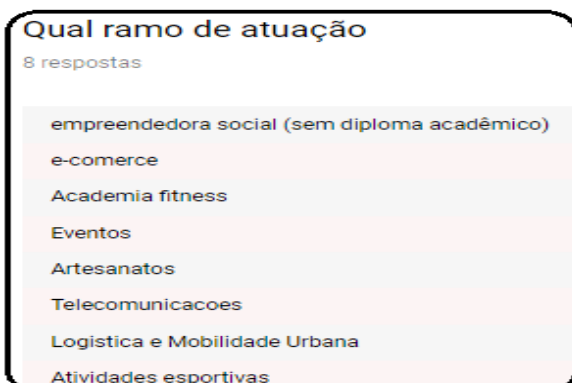 Qual ramo de atuação
8 respostas
empreendedora social (sem diploma acadêmico)
e-comerce
Academia fitness
Eventos
Artesanatos
Telecomunicacoes
Logistica e Mobilidade Urbana
Atividades esportivas